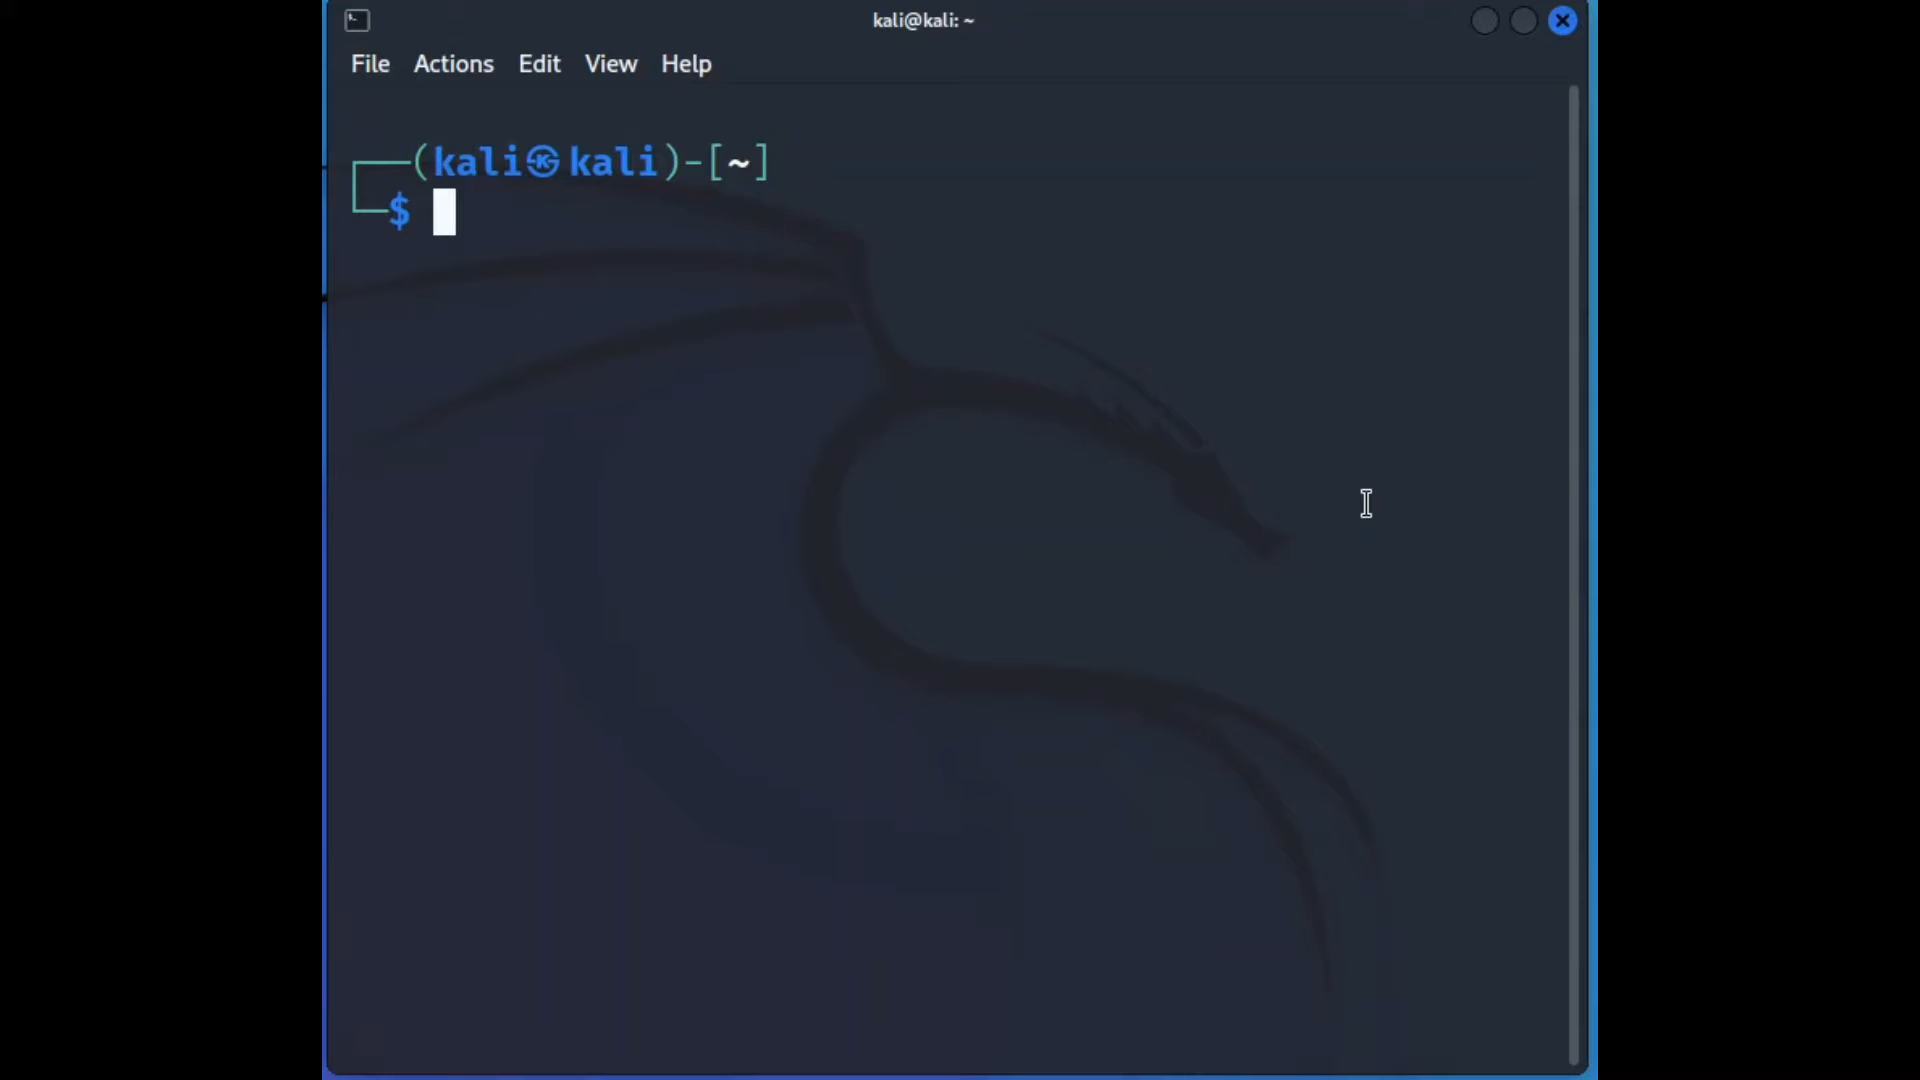 kali@kali: ~
File Actions Edit View Help
┌──(kali㉿kali)-[~]
└─$